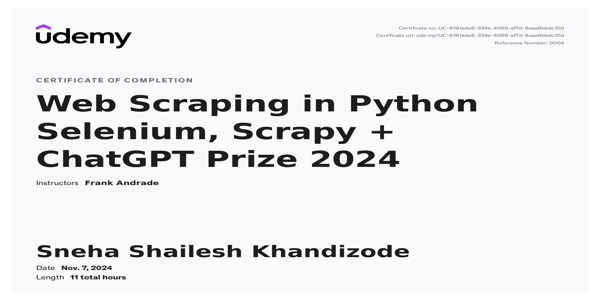 udemy
Certificate no: UC-6191ade8-334e-4096-af7d-8aaa9bbdc10d
Certificate url: ude.my/UC-6191ade8-334e-4096-af7d-8aaa9bbdc10d
Reference Number: 0004
CERTIFICATE OF COMPLETION
Web Scraping in Python
Selenium, Scrapy +
ChatGPT Prize 2024
Instructors Frank Andrade
Sneha Shailesh Khandizode
Date Nov. 7, 2024
Length 11 total hours